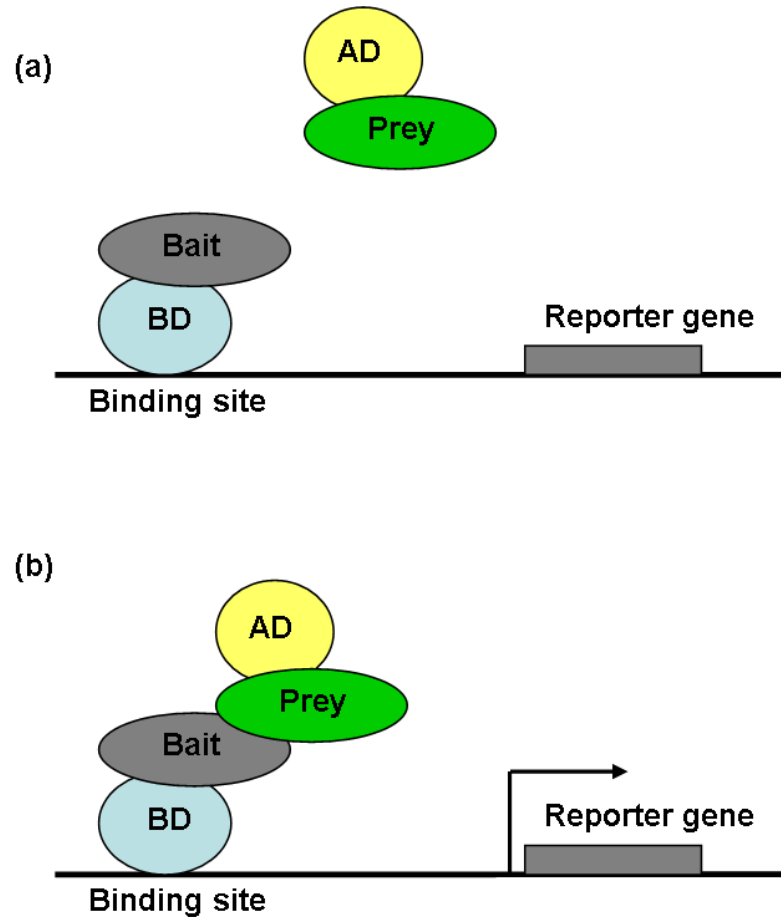 (a)
AD
Prey
Bait
BD
Reporter gene
Binding site
(b)
AD
Prey
Bait
BD
Reporter gene
Binding site